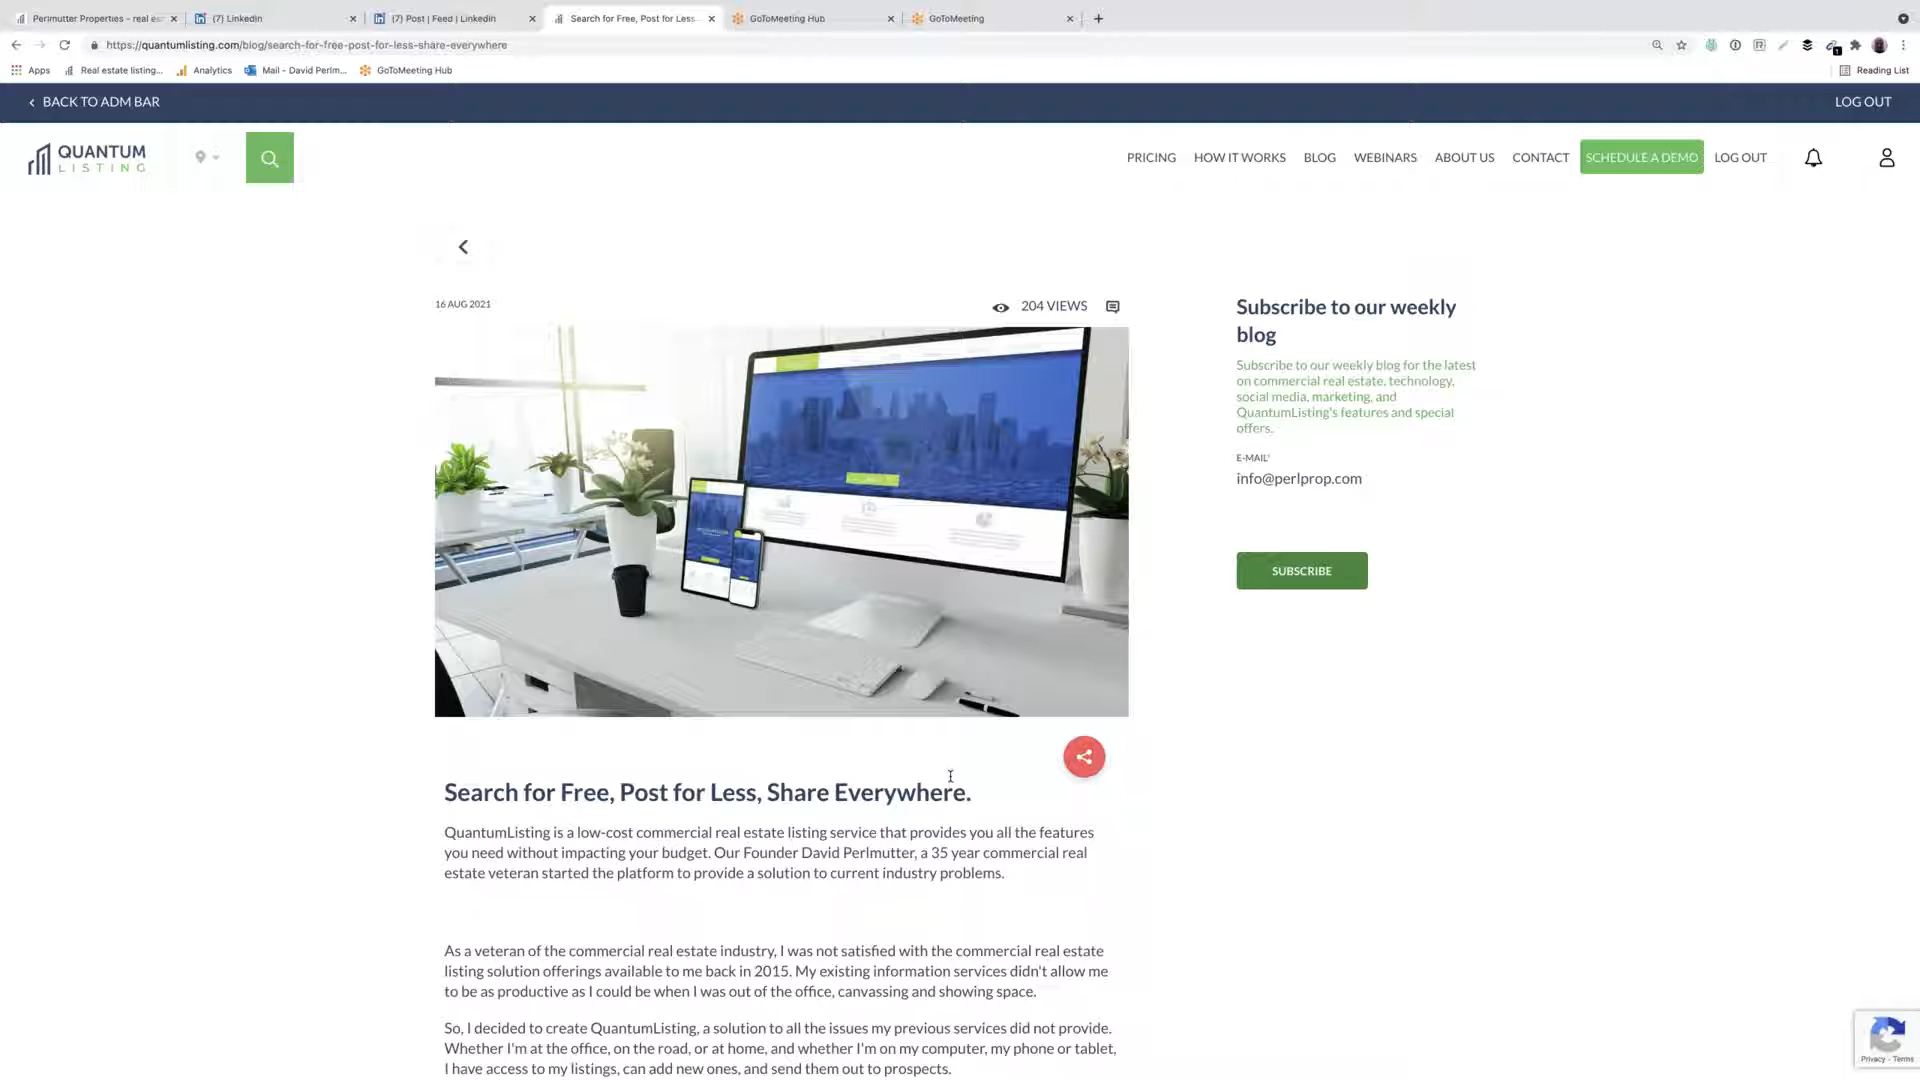 Perlmutter Properties – real es
(7) LinkedIn
(7) Post | Feed | LinkedIn
Search for Free, Post for Less
GoToMeeting Hub
GoToMeeting
https://quantumlisting.com/blog/search-for-free-post-for-less-share-everywhere
Apps
Real estate listing...
Analytics
Mail - David Perlm...
GoToMeeting Hub
Reading List
BACK TO ADM BAR
LOG OUT
QUANTUM
LISTING
PRICING
HOW IT WORKS
BLOG
WEBINARS
ABOUT US
CONTACT
SCHEDULE A DEMO
LOG OUT
16 AUG 2021
204 VIEWS
Search for Free, Post for Less, Share Everywhere.
QuantumListing is a low-cost commercial real estate listing service that provides you all the features
you need without impacting your budget. Our Founder David Perlmutter, a 35 year commercial real
estate veteran started the platform to provide a solution to current industry problems.
As a veteran of the commercial real estate industry, I was not satisfied with the commercial real estate
listing solution offerings available to me back in 2015. My existing information services didn't allow me
to be as productive as I could be when I was out of the office, canvassing and showing space.
So, I decided to create QuantumListing, a solution to all the issues my previous services did not provide.
Whether I'm at the office, on the road, or at home, and whether I'm on my computer, my phone or tablet,
I have access to my listings, can add new ones, and send them out to prospects.
Subscribe to our weekly
blog
Subscribe to our weekly blog for the latest
on commercial real estate, technology,
social media, marketing, and
QuantumListing's features and special
offers.
E-MAIL*
info@perlprop.com
SUBSCRIBE
Privacy - Terms